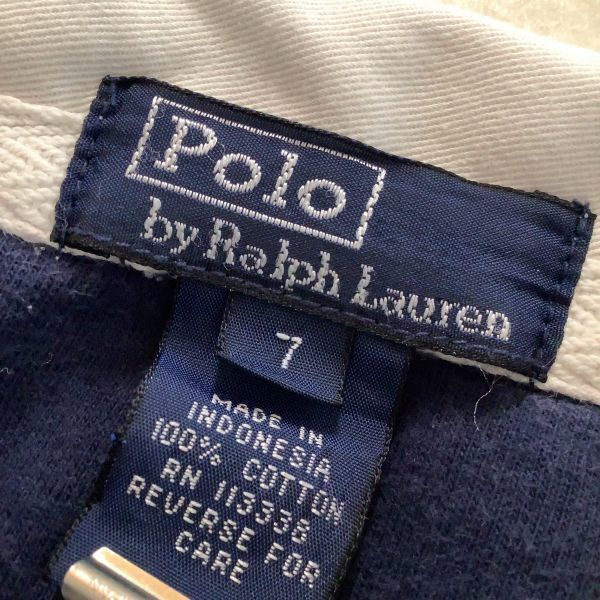 Polo
by Ralph Lauren
7
MADE IN
INDONESIA
100% COTTON
RN 113338
REVERSE FOR
CARE